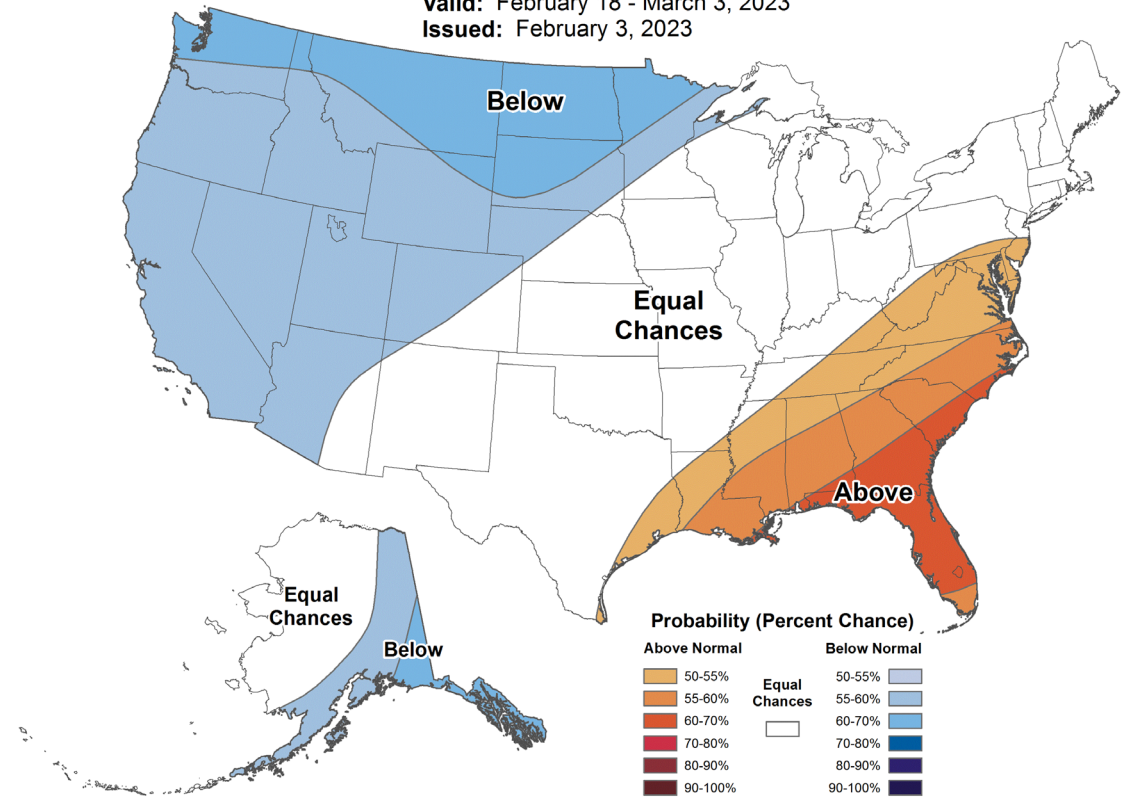 Valid: February 18 - March 3, 2023
Issued: February 3, 2023
Below
Equal
Chances
Above
Equal
Chances
Below
Probability (Percent Chance)
Above Normal
50-55%
55-60%
60-70%
70-80%
80-90%
90-100%
Equal
Chances
Below Normal
50-55%
55-60%
60-70%
70-80%
80-90%
90-100%